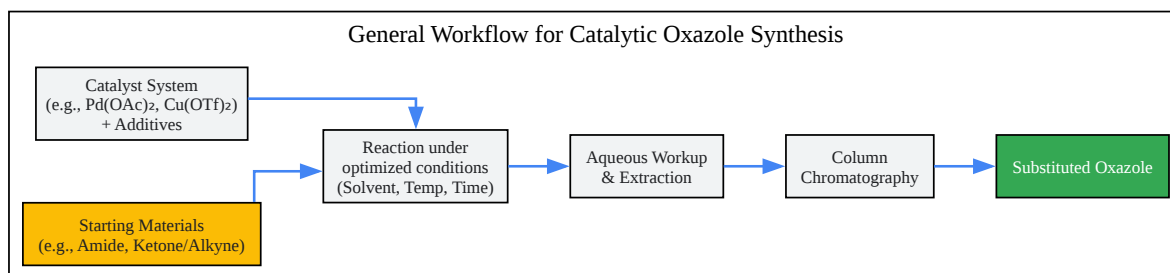 General Workflow for Catalytic Oxazole Synthesis
Catalyst System
(e.g., Pd(OAc)₂, Cu(OTf)₂)
+ Additives
Starting Materials
(e.g., Amide, Ketone/Alkyne)
Reaction under
optimized conditions
(Solvent, Temp, Time)
Aqueous Workup
& Extraction
Column
Chromatography
Substituted Oxazole